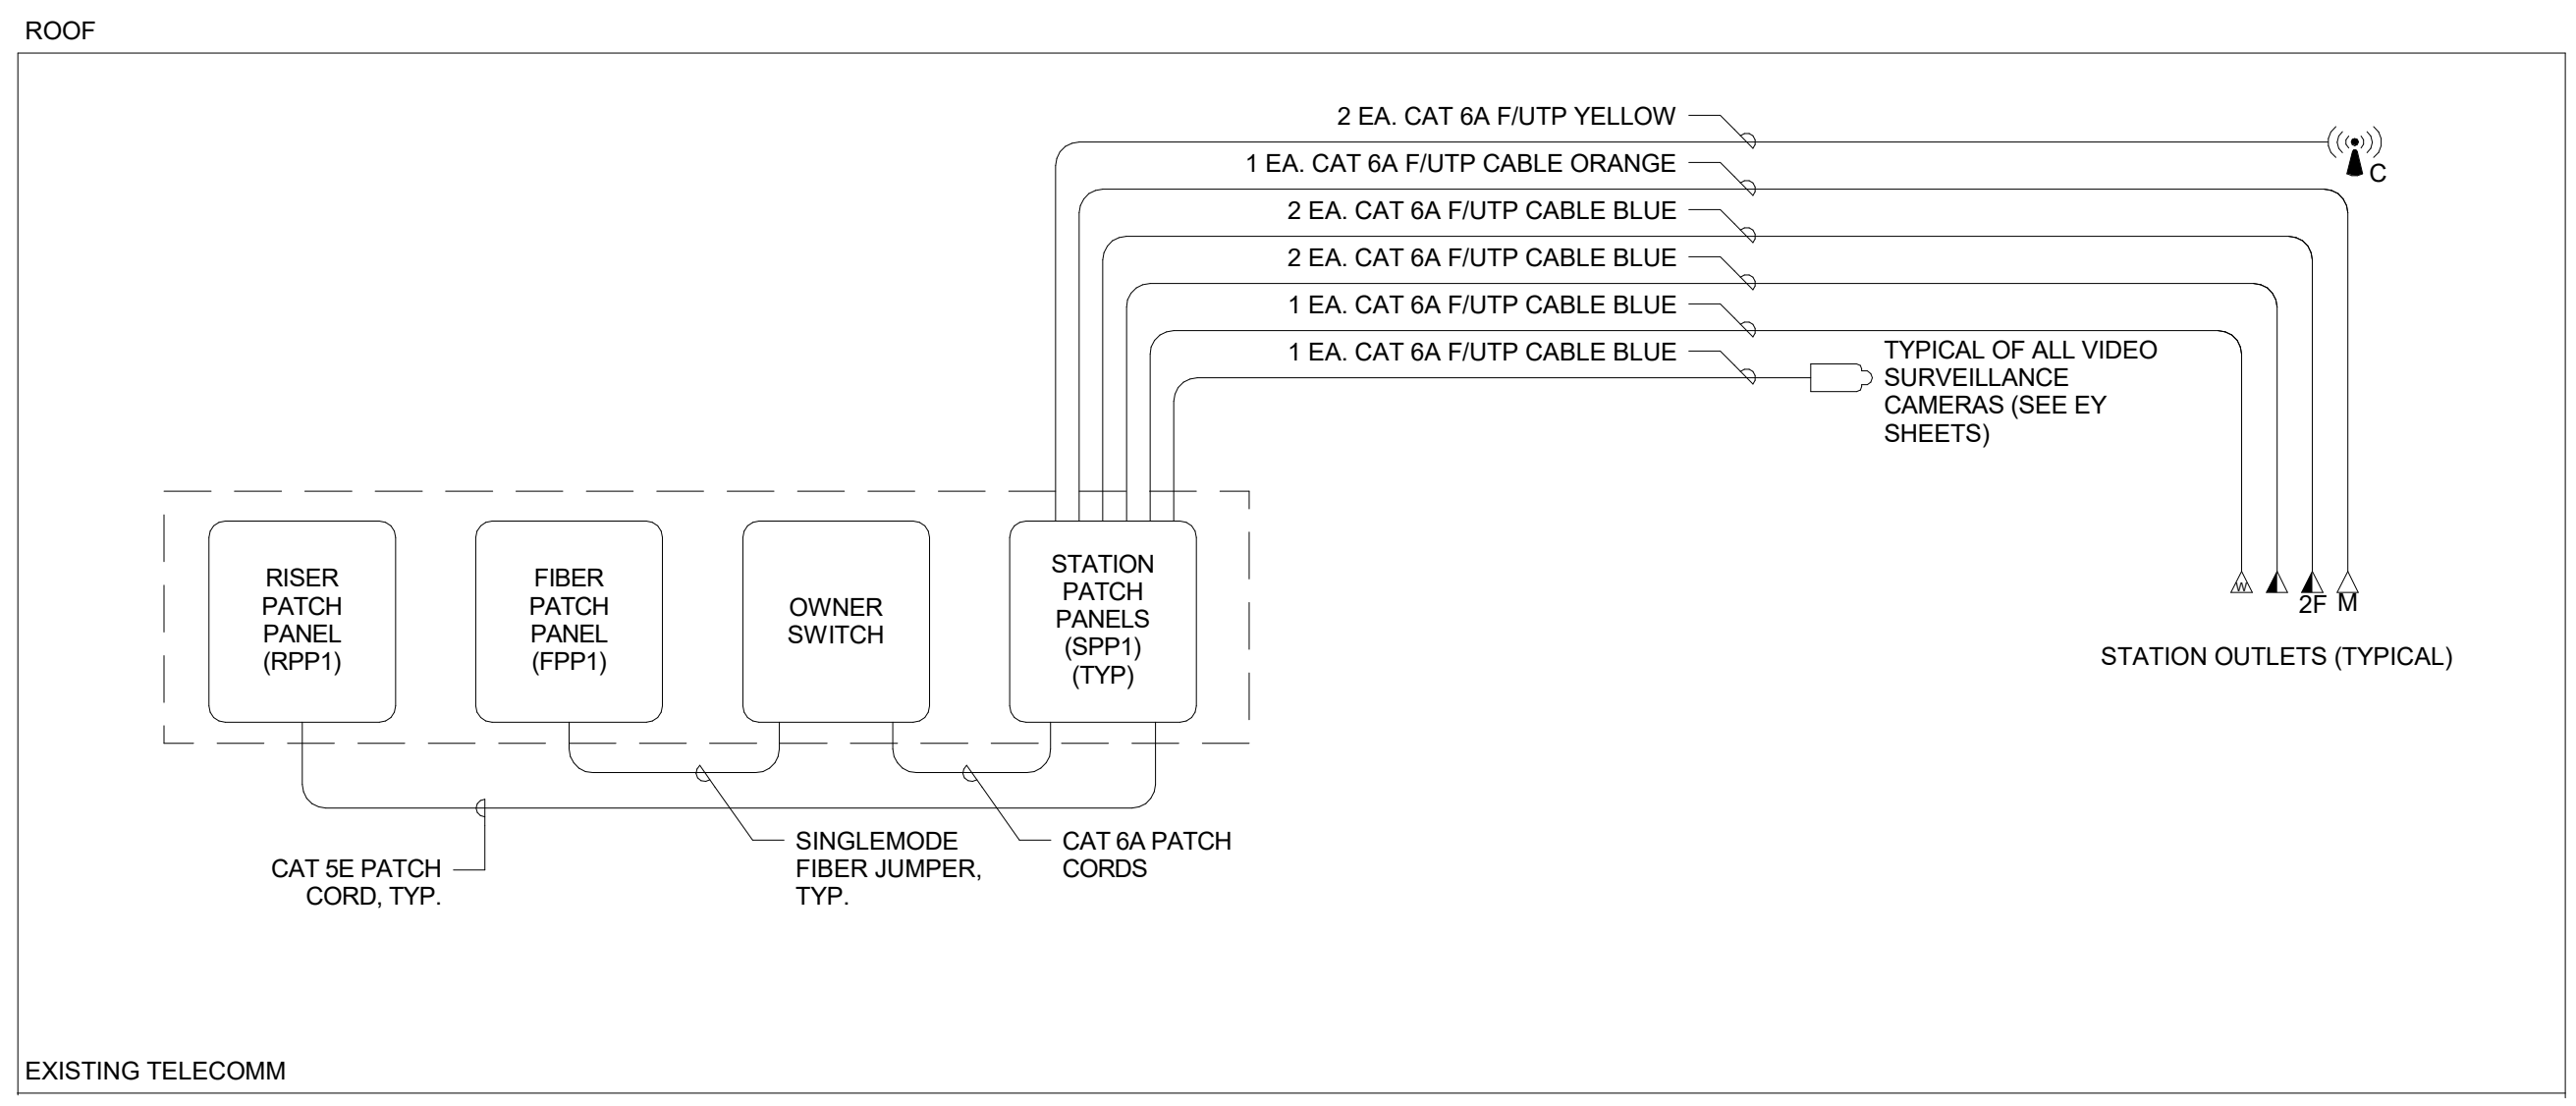 ROOF
2 EA. CAT 6A F/UTP YELLOW
C
1 EA. CAT 6A F/UTP CABLE ORANGE
2 EA. CAT 6A F/UTP CABLE BLUE
2 EA. CAT 6A F/UTP CABLE BLUE
1 EA. CAT 6A F/UTP CABLE BLUE
1 EA. CAT 6A F/UTP CABLE BLUE
TYPICAL OF ALL VIDEO
SURVEILLANCE
CAMERAS (SEE EY
SHEETS)
RISER
PATCH
PANEL
(RPP1)
FIBER
PATCH
PANEL
(FPP1)
OWNER
SWITCH
STATION
PATCH
PANELS
(SPP1)
(TYP)
W
2F
M
STATION OUTLETS (TYPICAL)
CAT 5E PATCH
CORD, TYP.
SINGLEMODE
FIBER JUMPER,
TYP.
CAT 6A PATCH
CORDS
EXISTING TELECOMM